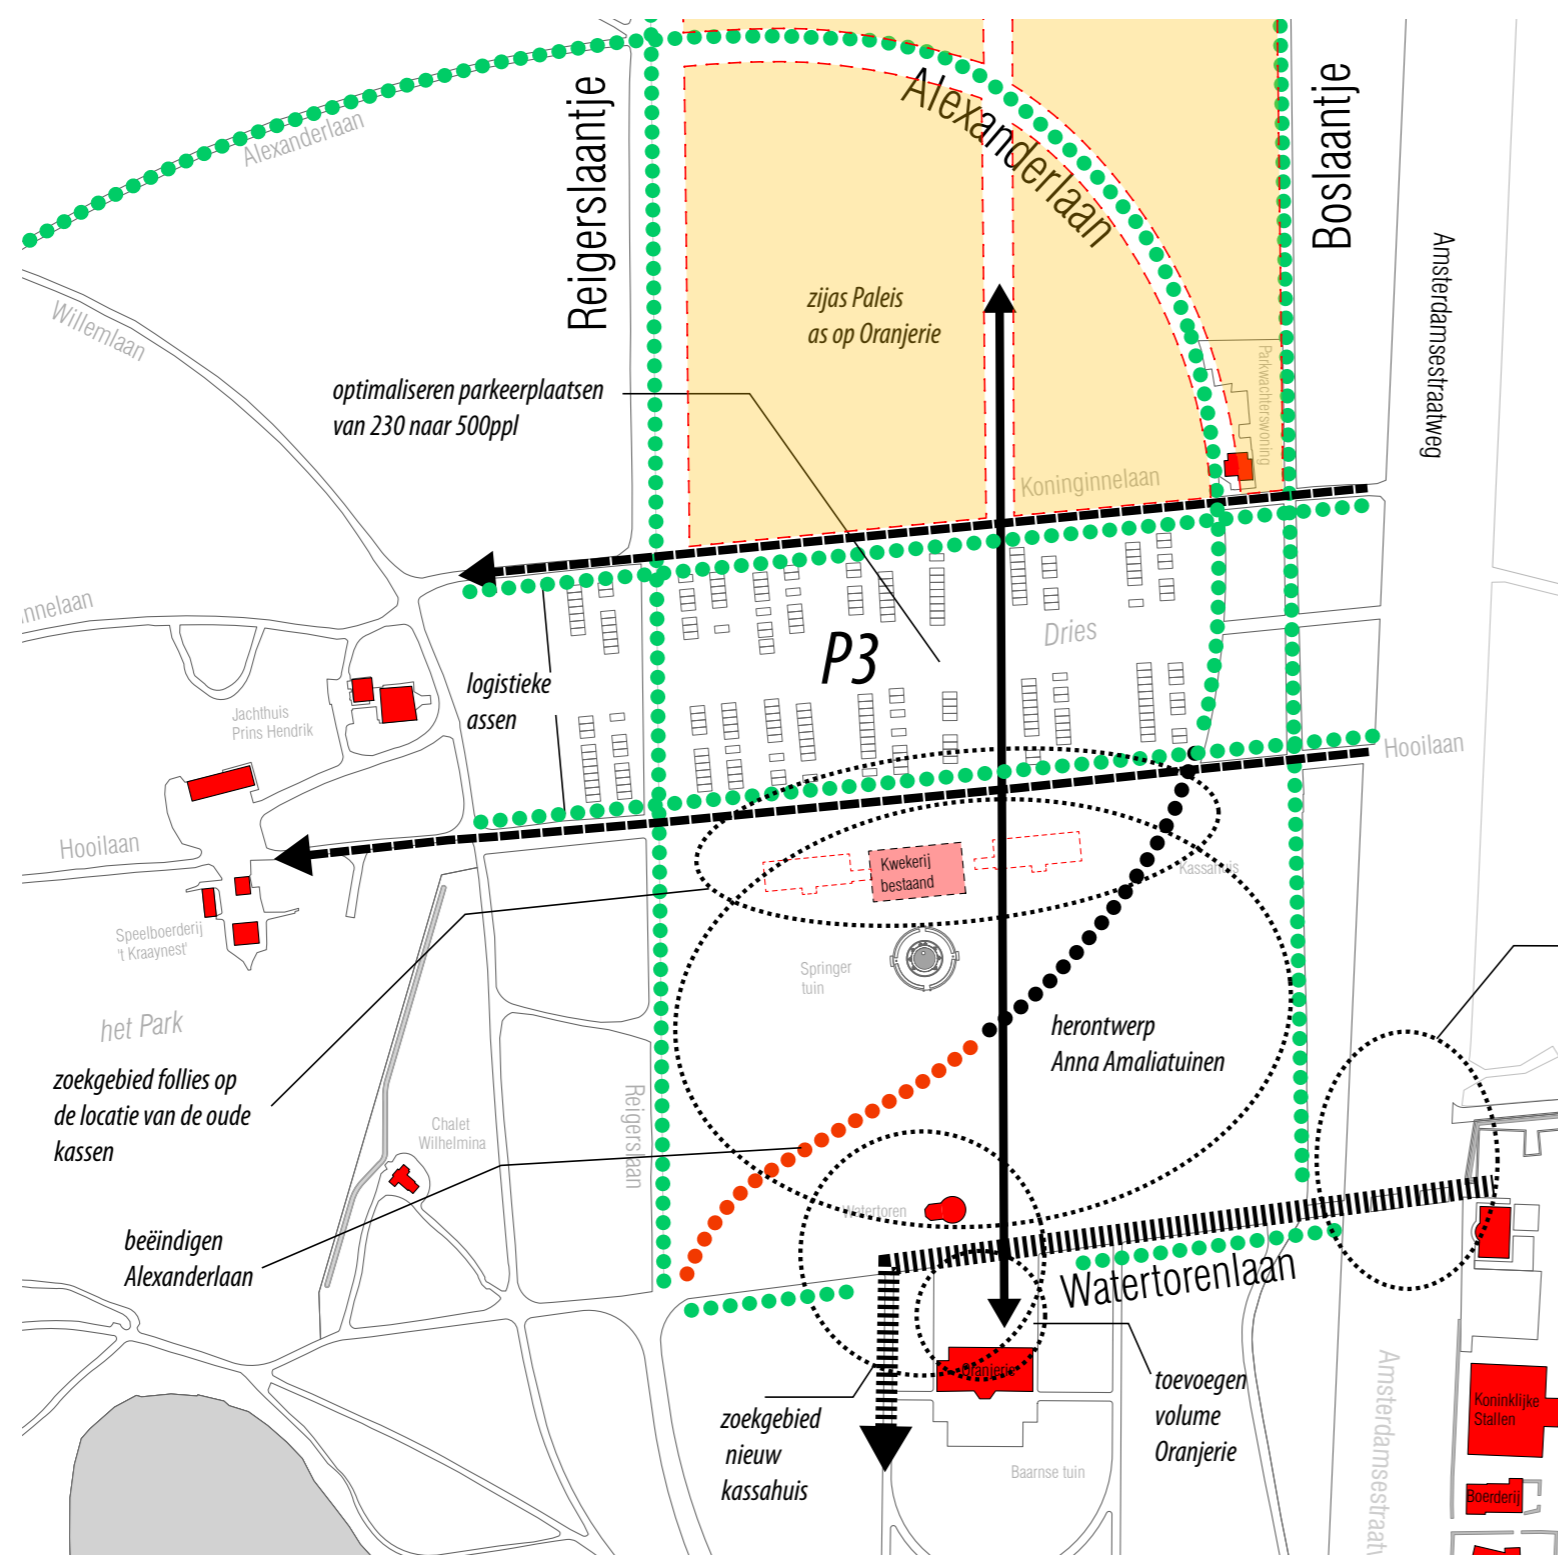 Alexanderlaan
Reigerslaantje
Alexanderlaan
Boslaantje
Amsterdamsestraatweg
Willemlaan
zijas Paleis
as op Oranjerie
Parkwachterswoning
optimaliseren parkeerplaatsen
van 230 naar 500ppl
Koninginnelaan
nnelaan
P3
Dries
logistieke
assen
Jachthuis
Prins Hendrik
Hooilaan
Hooilaan
Kwekerij
bestaand
Kassahuis
Speelboerderij
't Kraaynest'
Springer
tuin
het Park
herontwerp
Anna Amaliatuinen
zoekgebied follies op
de locatie van de oude
kassen
Reigerslaan
Chalet
Wilhelmina
Watertoren
beëindigen
Alexanderlaan
Watertorenlaan
Oranjerie
toevoegen
volume
Oranjerie
zoekgebied
nieuw
kassahuis
Baarnse tuin
Amsterdamsestraatw
Koninklijke
Stallen
Boerderij